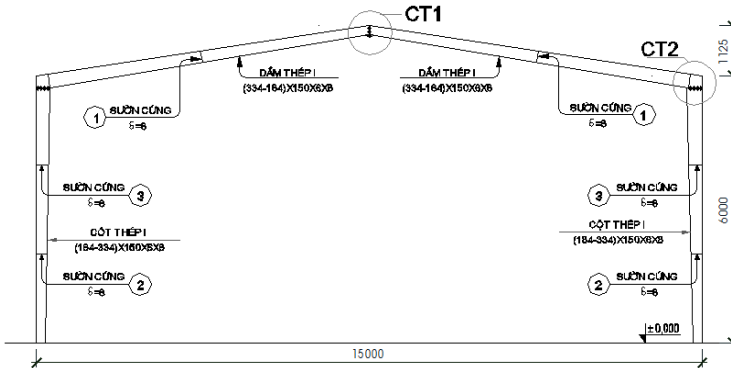 CT1
CT2
1125
DẦM THÉP I
(334-184)X150X6X8
DẦM THÉP I
(334-184)X150X6X8
1
SƯỜN CỨNG
δ=6
SƯỜN CỨNG
δ=6
1
SƯỜN CỨNG
δ=6
3
3
SƯỜN CỨNG
δ=6
6000
CỘT THÉP I
(184-334)X150X6X8
CỘT THÉP I
(184-334)X150X6X8
SƯỜN CỨNG
δ=6
2
2
SƯỜN CỨNG
δ=6
±0,000
15000